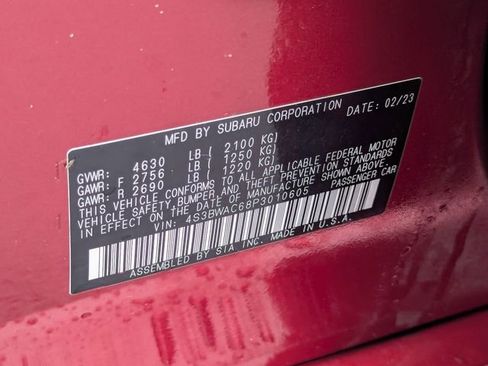 MFD BY SUBARU CORPORATION DATE: 02/23
GVWR: 4630 LB ( 2100 KG)
GAWR: F 2756 LB ( 1250 KG)
GAWR: R 2690 LB ( 1220 KG)
THIS VEHICLE CONFORMS TO ALL APPLICABLE FEDERAL MOTOR
VEHICLE SAFETY, BUMPER, AND THEFT PREVENTION STANDARDS
IN EFFECT ON THE DATE OF MANUFACTURE SHOWN ABOVE.
VIN: 4S3BWAC68P3010605 PASSENGER CAR
ASSEMBLED BY SIA INC. MADE IN U.S.A.